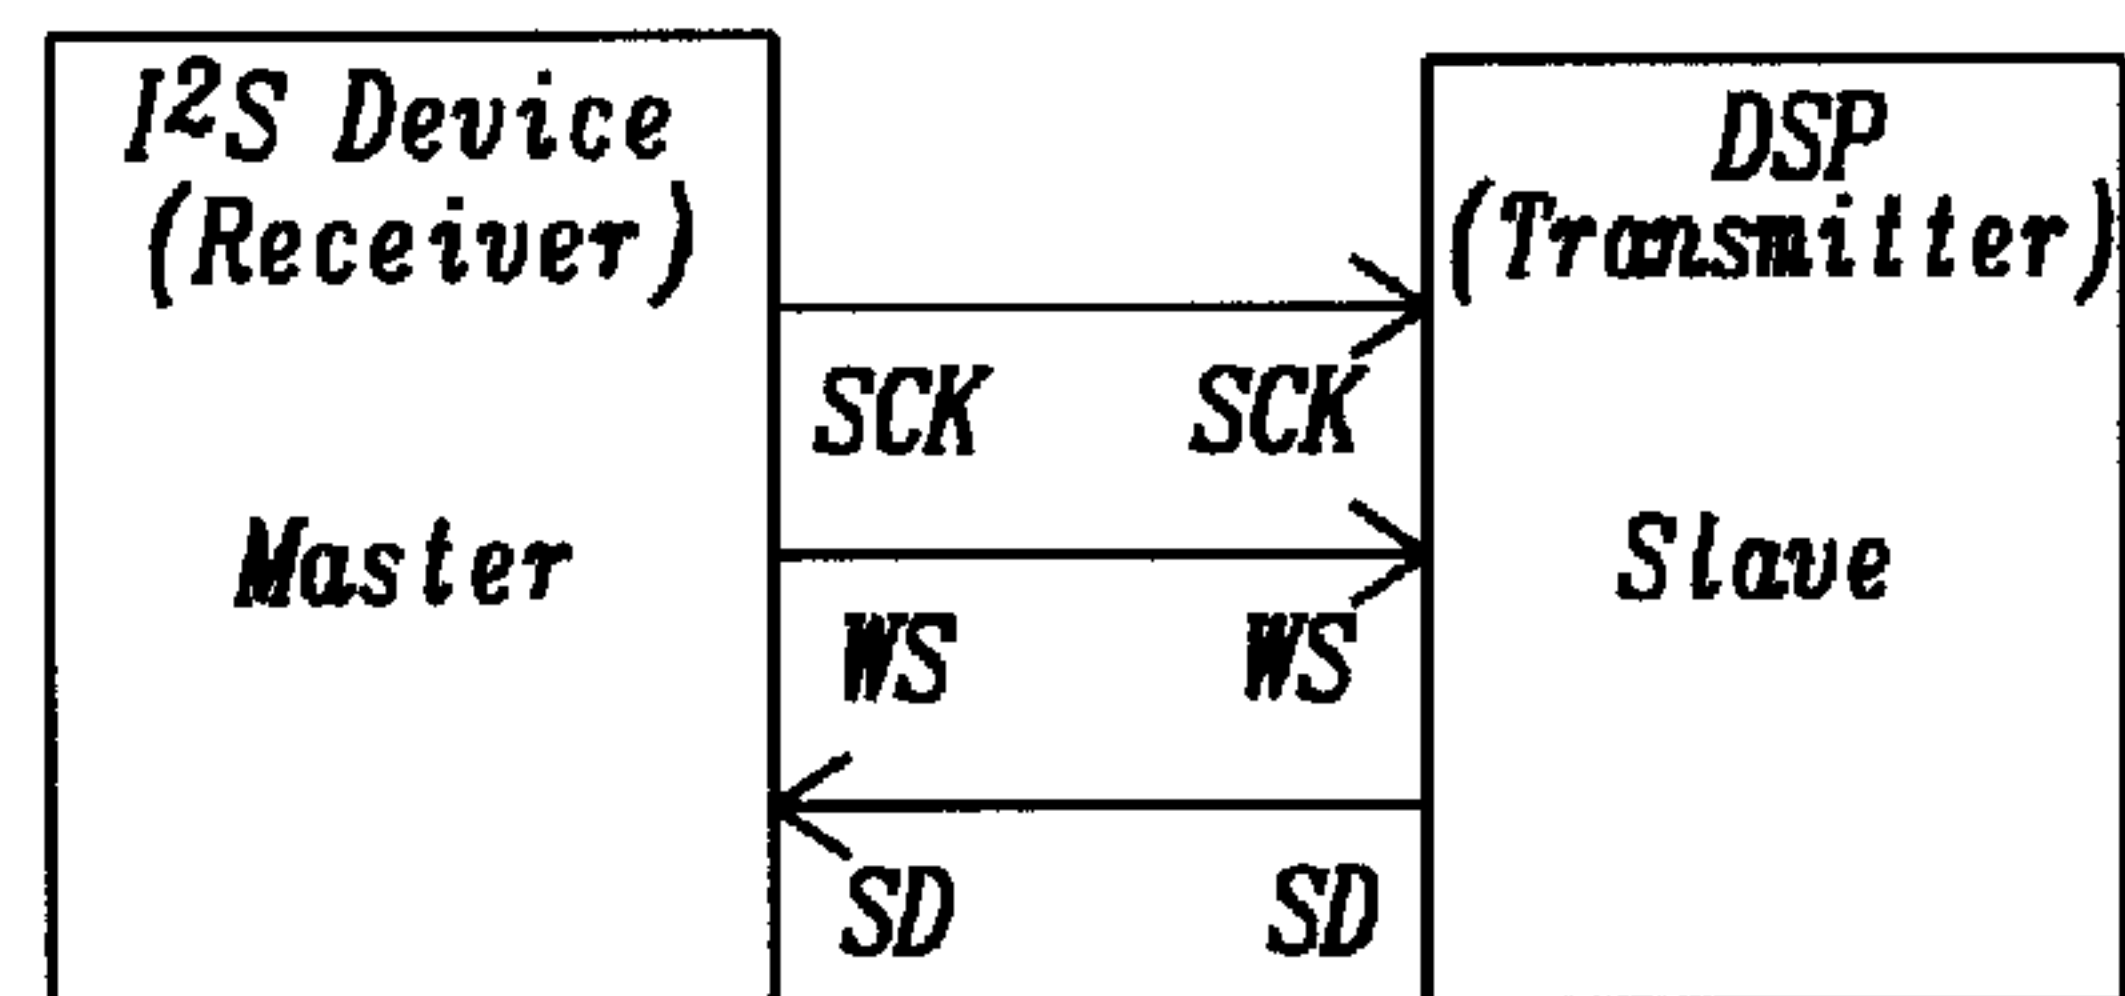 I²S Device
(Receiver)
Master
SCK
SCK
WS
WS
SD
SD
DSP
(Transmitter)
Slave